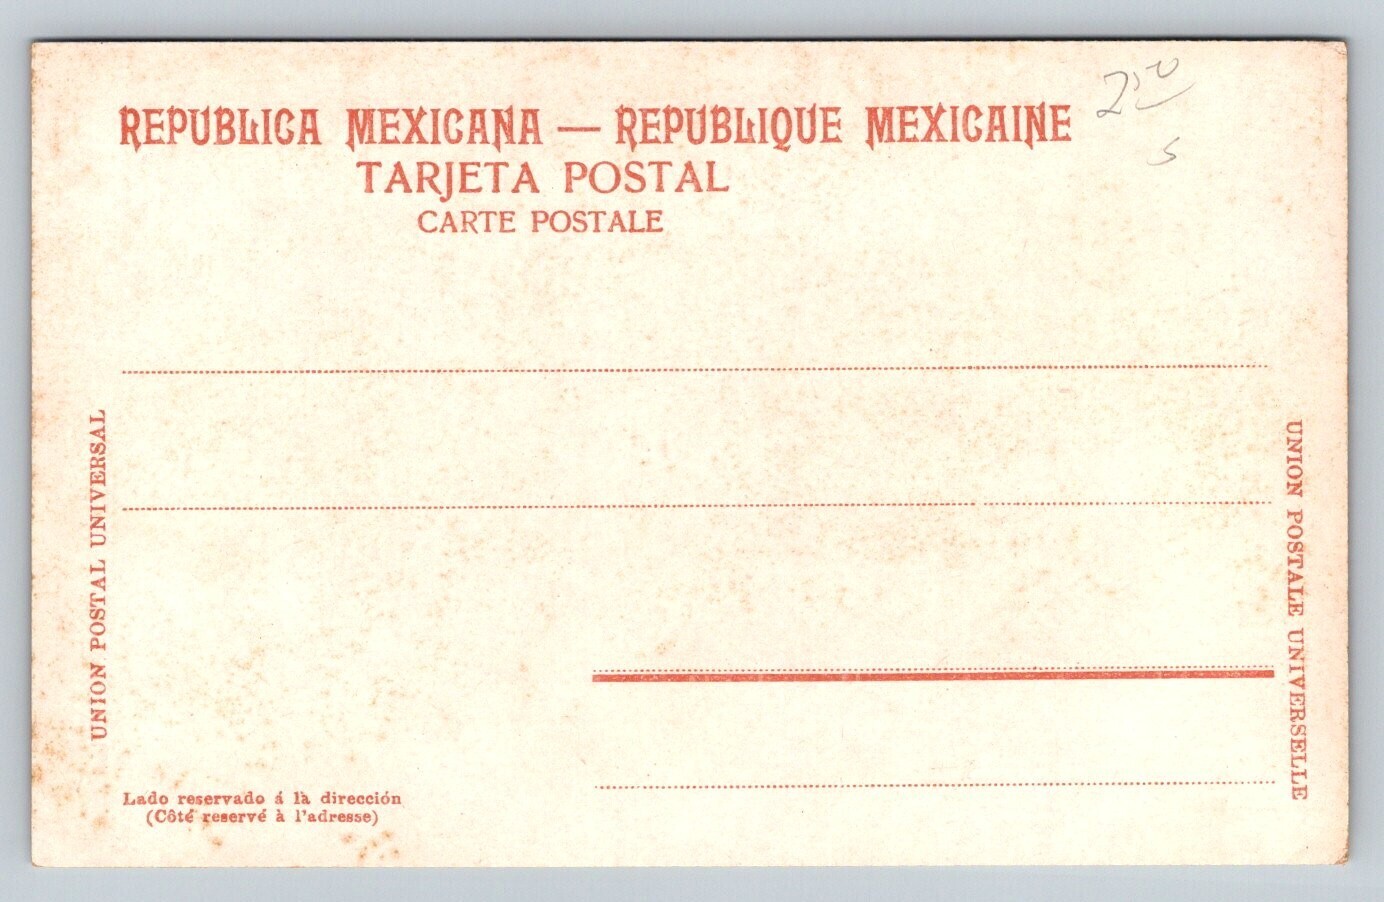 REPUBLICA MEXICANA — REPUBLIQUE MEXICAINE
TARJETA POSTAL
CARTE POSTALE
UNION POSTAL UNIVERSAL
UNION POSTALE UNIVERSELLE
Lado reservado á la dirección
(Côté reservé à l'adresse)